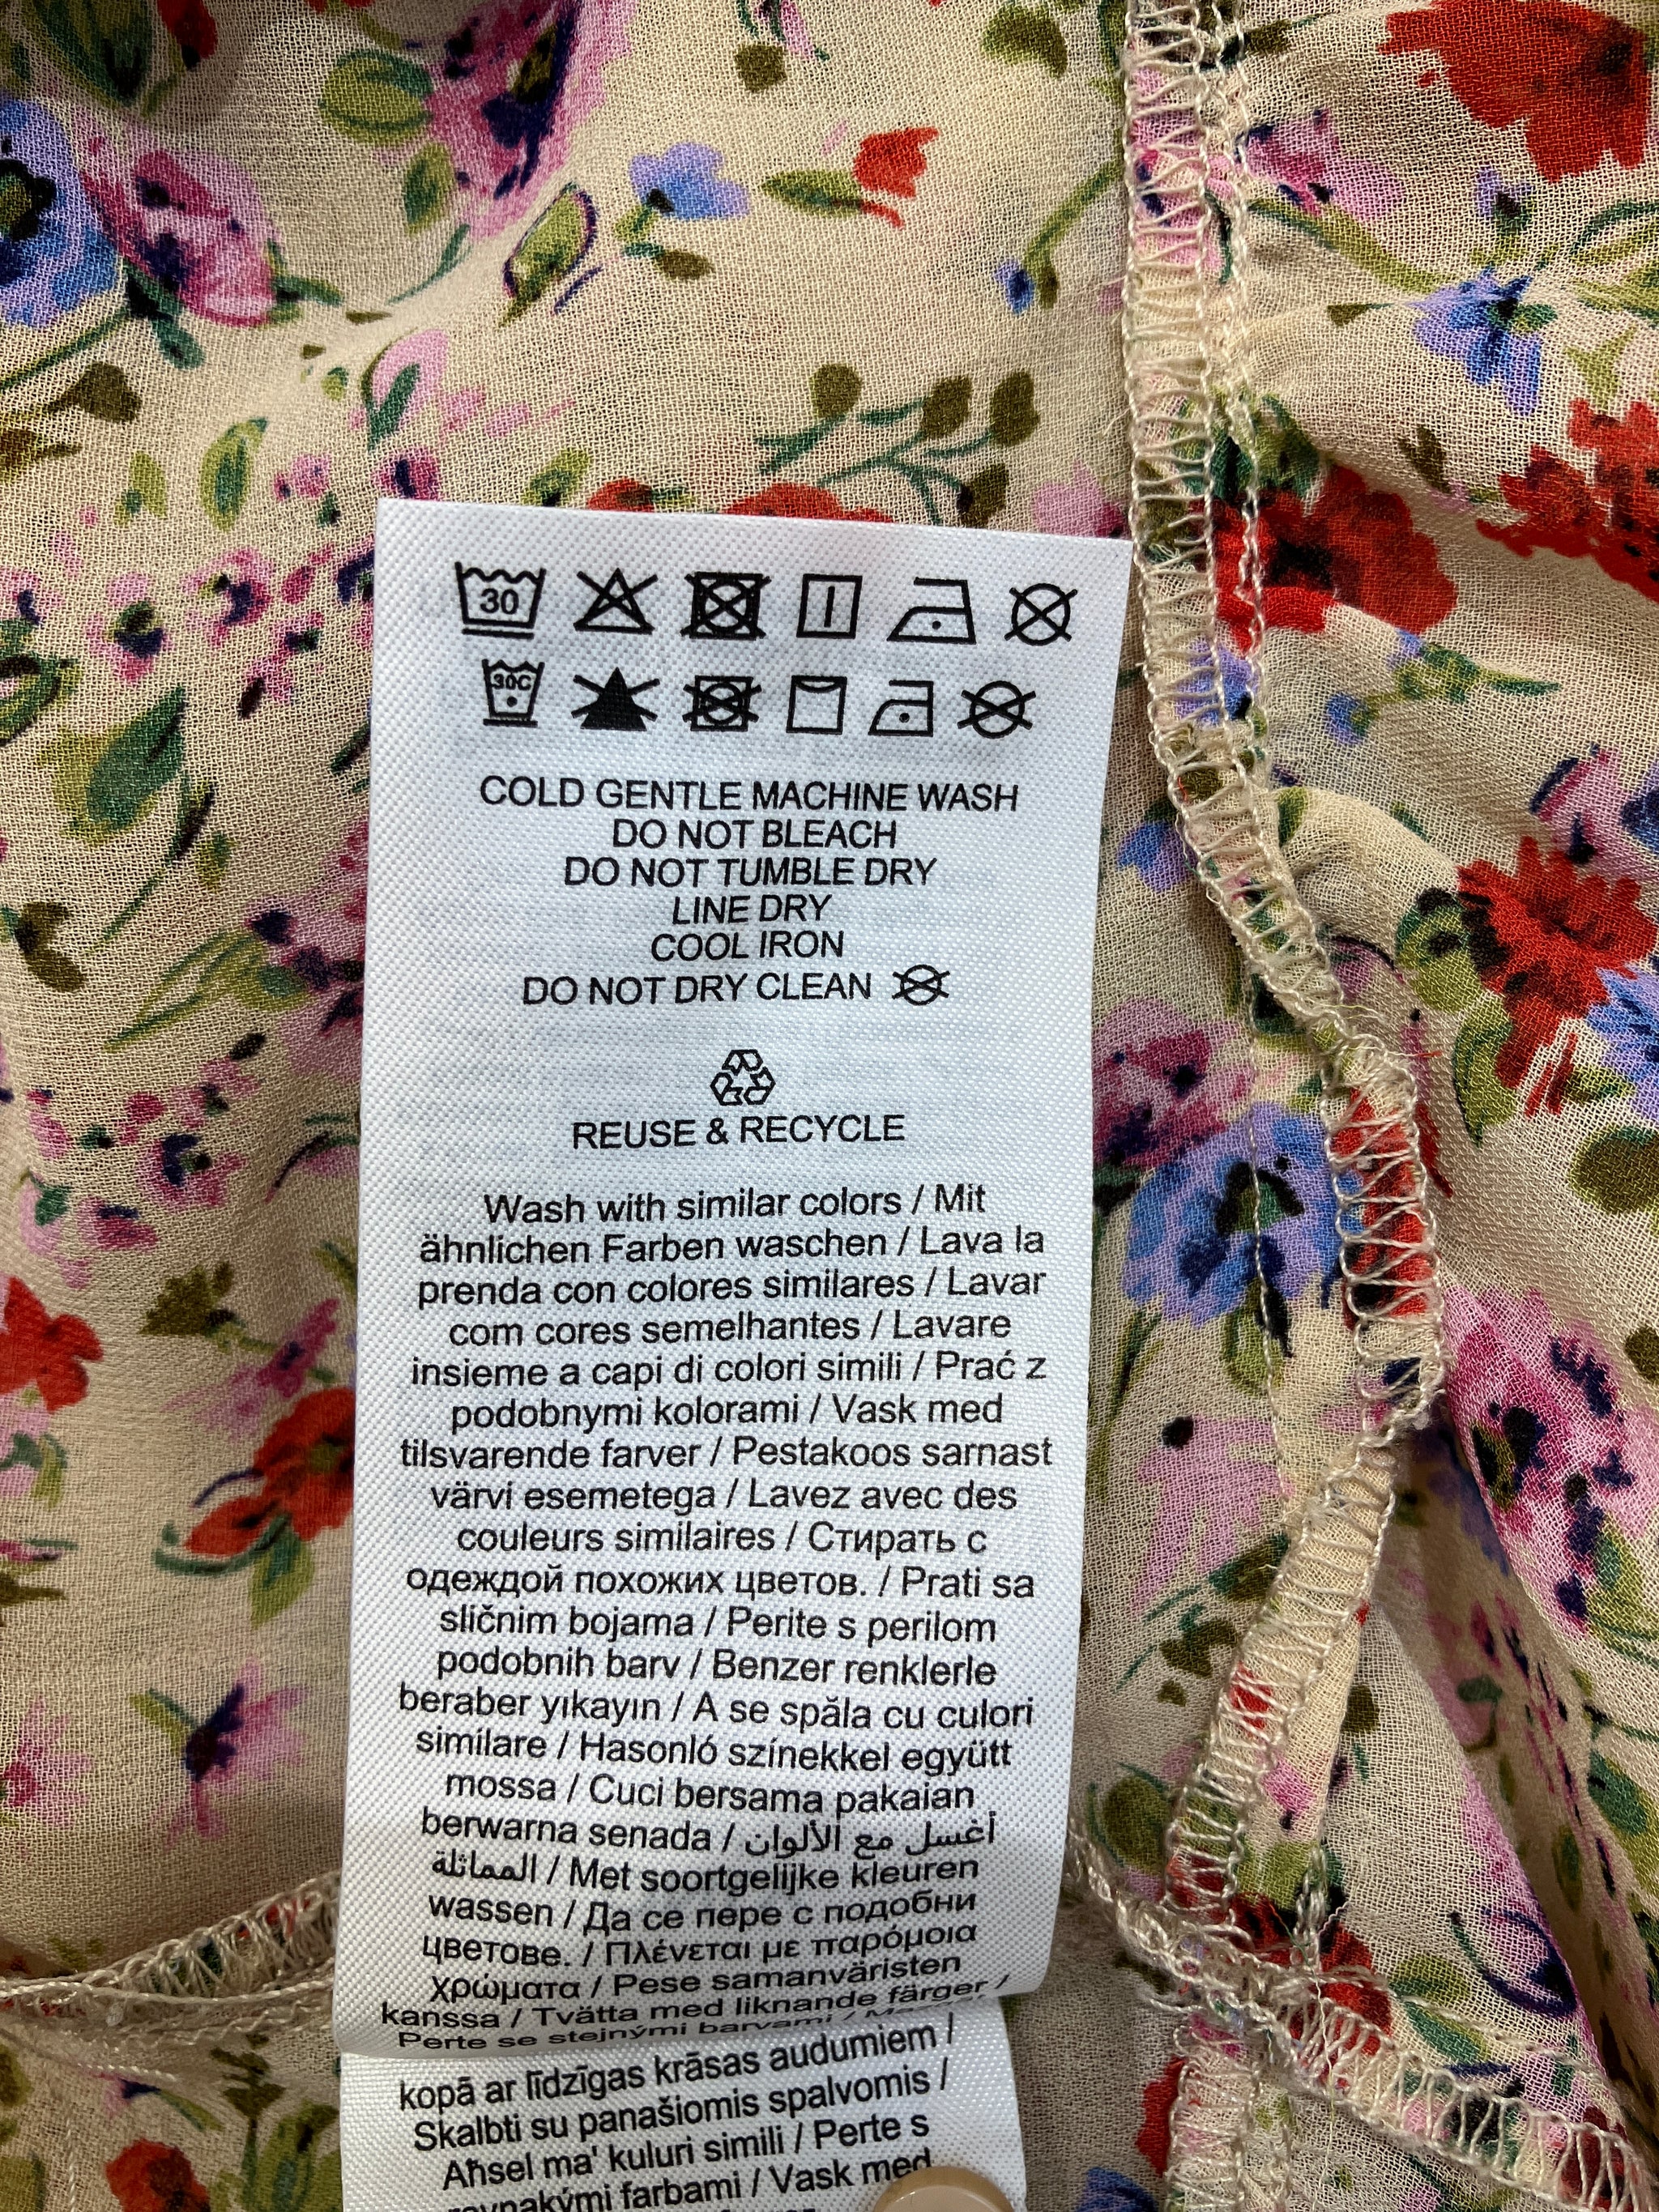 30
30C
COLD GENTLE MACHINE WASH
DO NOT BLEACH
DO NOT TUMBLE DRY
LINE DRY
COOL IRON
DO NOT DRY CLEAN
REUSE & RECYCLE
Wash with similar colors / Mit
ähnlichen Farben waschen / Lava la
prenda con colores similares / Lavar
com cores semelhantes / Lavare
insieme a capi di colori simili / Prać z
podobnymi kolorami / Vask med
tilsvarende farver / Pestakoos sarnast
värvi esemetega / Lavez avec des
couleurs similaires / Стирать с
одеждой похожих цветов. / Prati sa
sličnim bojama / Perite s perilom
podobnih barv / Benzer renklerle
beraber yıkayın / A se spăla cu culori
similare / Hasonló színekkel együtt
mossa / Cuci bersama pakaian
berwarna senada / أغسل مع الألوان
المماثلة / Met soortgelijke kleuren
wassen / Да се пере с подобни
цветове. / Πλένεται με παρόμοια
χρώματα / Pese samanväristen
kanssa / Tvätta med liknande färger /
Perte se stejnými barvami /
kopā ar līdzīgas krāsas audumiem /
Skalbti su panašiomis spalvomis /
Aħsel ma' kuluri simili / Perte s
rovnakými farbami / Vask med